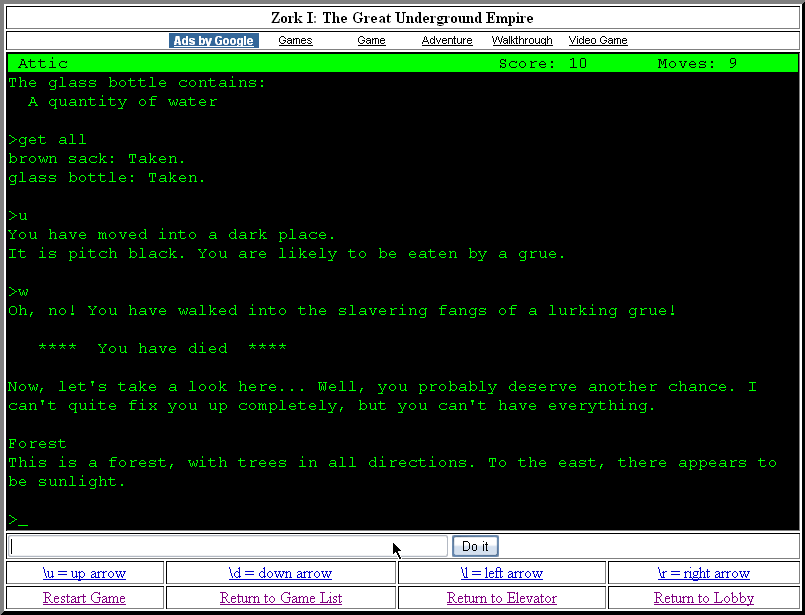 Zork I: The Great Underground Empire
Ads by Google Games Game Adventure Walkthrough Video Game
Attic Score: 10 Moves: 9
The glass bottle contains:
A quantity of water
>get all
brown sack: Taken.
glass bottle: Taken.
>u
You have moved into a dark place.
It is pitch black. You are likely to be eaten by a grue.
>w
Oh, no! You have walked into the slavering fangs of a lurking grue!
**** You have died ****
Now, let's take a look here... Well, you probably deserve another chance. I
can't quite fix you up completely, but you can't have everything.
Forest
This is a forest, with trees in all directions. To the east, there appears to
be sunlight.
>_
Do it
\u = up arrow \d = down arrow \l = left arrow \r = right arrow
Restart Game Return to Game List Return to Elevator Return to Lobby